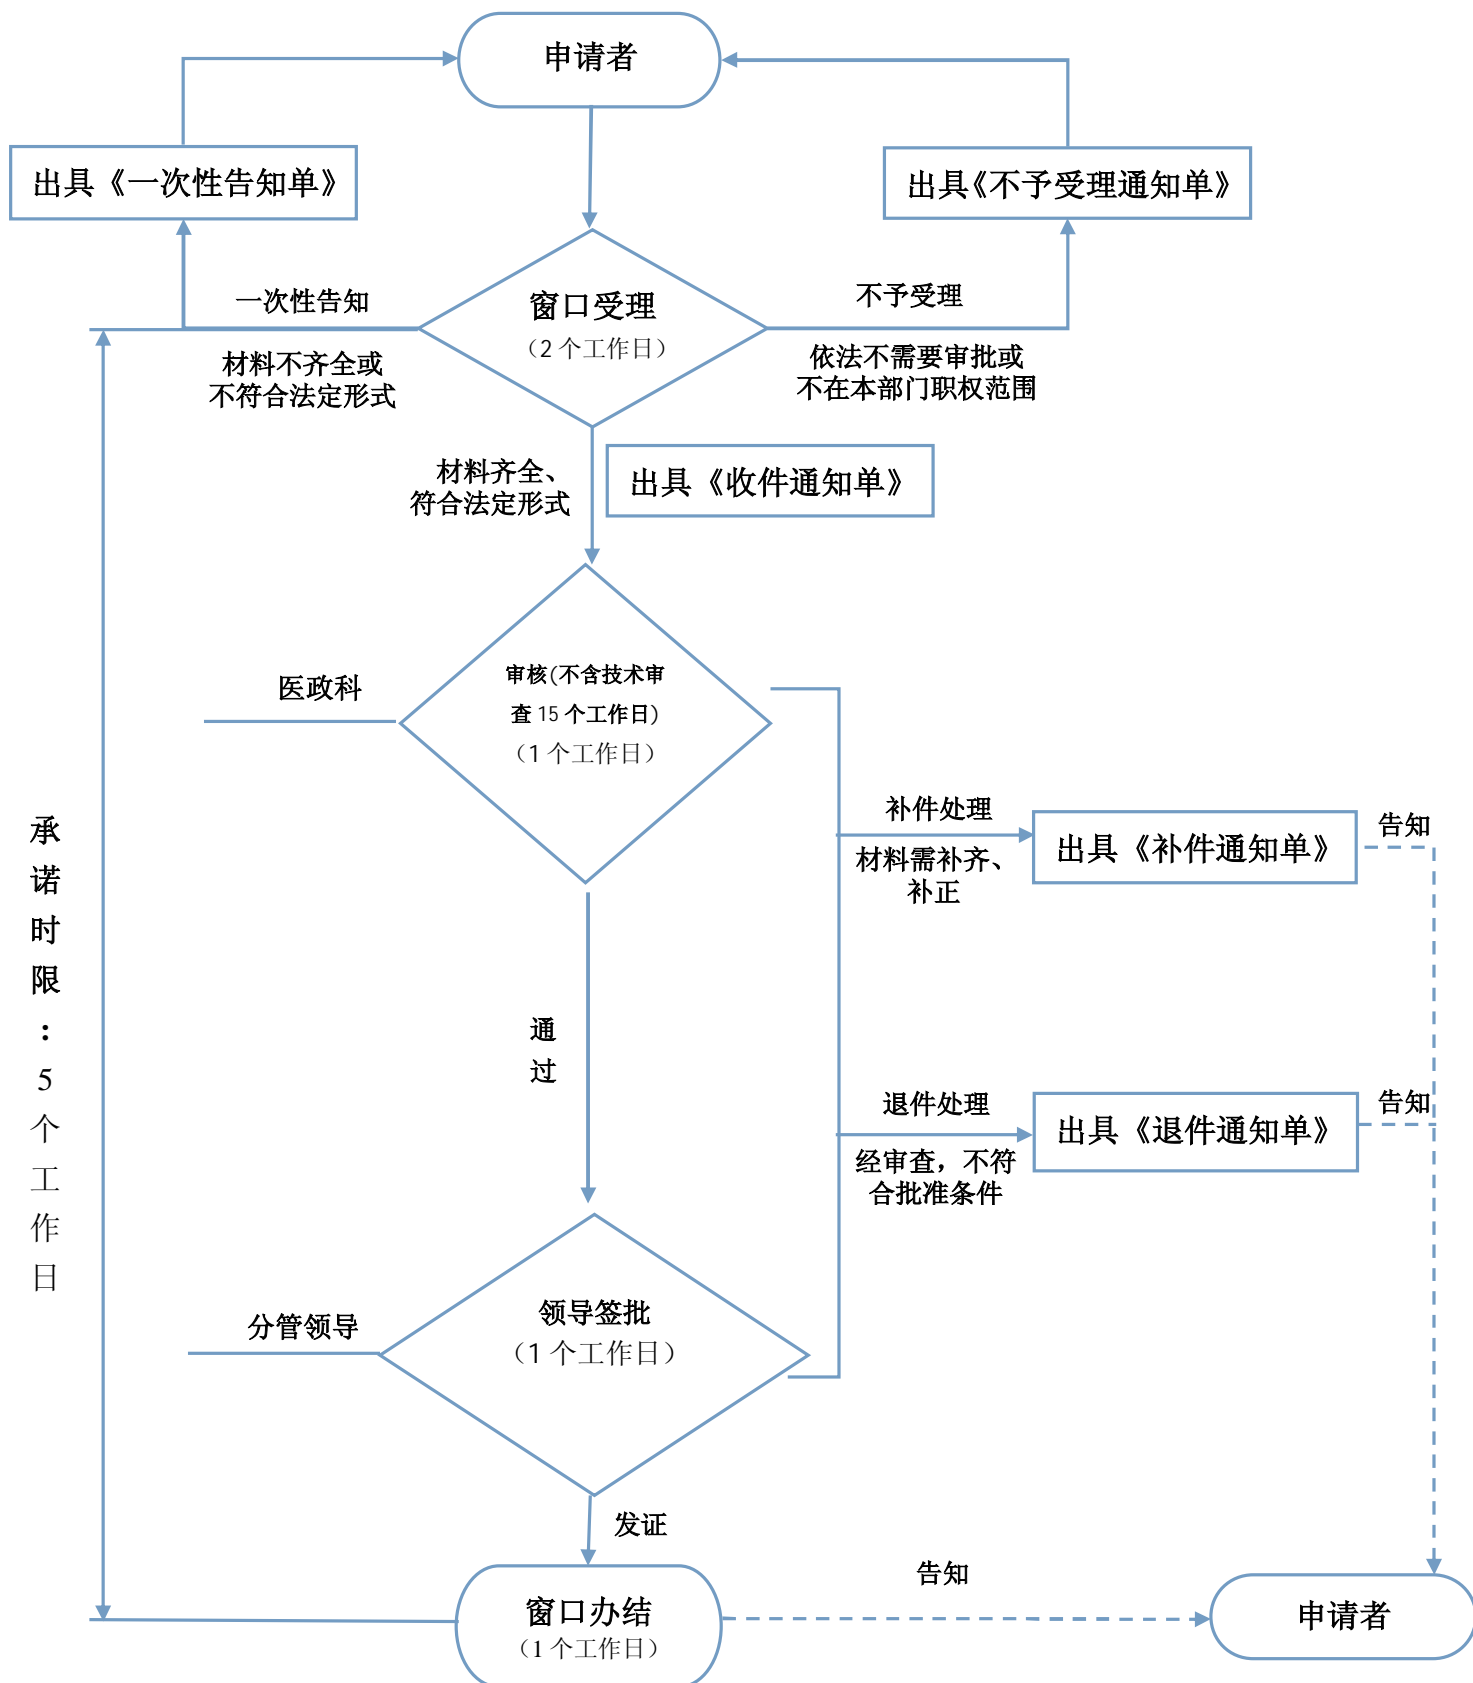 申请者
出具《一次性告知单》
出具《不予受理通知单》
一次性告知
窗口受理
（2 个工作日）
不予受理
材料不齐全或
不符合法定形式
依法不需要审批或
不在本部门职权范围
材料齐全、
符合法定形式
出具《收件通知单》
医政科
审核(不含技术审
查 15 个工作日)
（1 个工作日）
承诺时限：5个工作日
补件处理
材料需补齐、
补正
出具《补件通知单》
告知
通过
退件处理
经审查，不符
合批准条件
出具《退件通知单》
告知
分管领导
领导签批
（1 个工作日）
发证
窗口办结
（1 个工作日）
告知
申请者